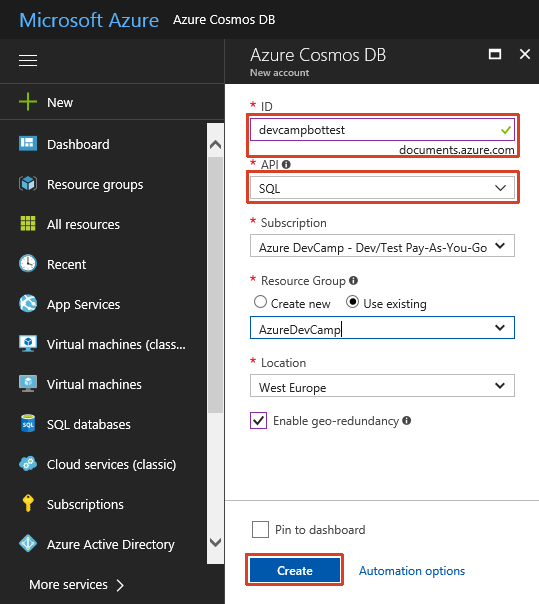 Microsoft Azure Azure Cosmos DB
New
Dashboard
Resource groups
All resources
Recent
App Services
Virtual machines (classi...
Virtual machines
SQL databases
Cloud services (classic)
Subscriptions
Azure Active Directory
More services
Azure Cosmos DB
New account
* ID
devcampbottest
documents.azure.com
* API
SQL
* Subscription
Azure DevCamp - Dev/Test Pay-As-You-Go
* Resource Group
Create new Use existing
AzureDevCamp
* Location
West Europe
Enable geo-redundancy
Pin to dashboard
Create Automation options